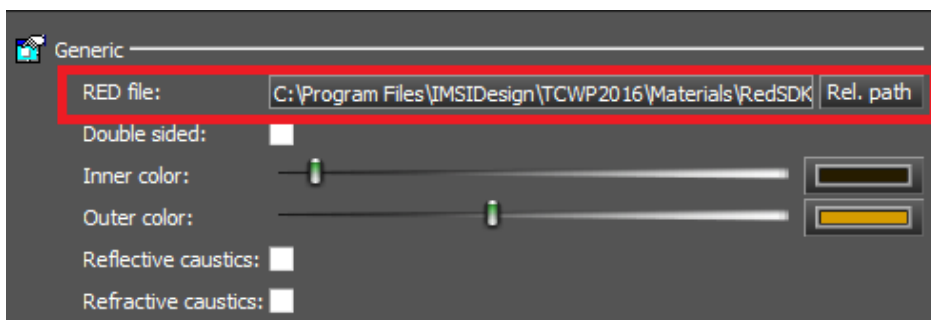 Generic
RED file: C:\Program Files\IMSIDesign\TCWP2016\Materials\RedSDK Rel. path
Double sided:
Inner color:
Outer color:
Reflective caustics:
Refractive caustics: